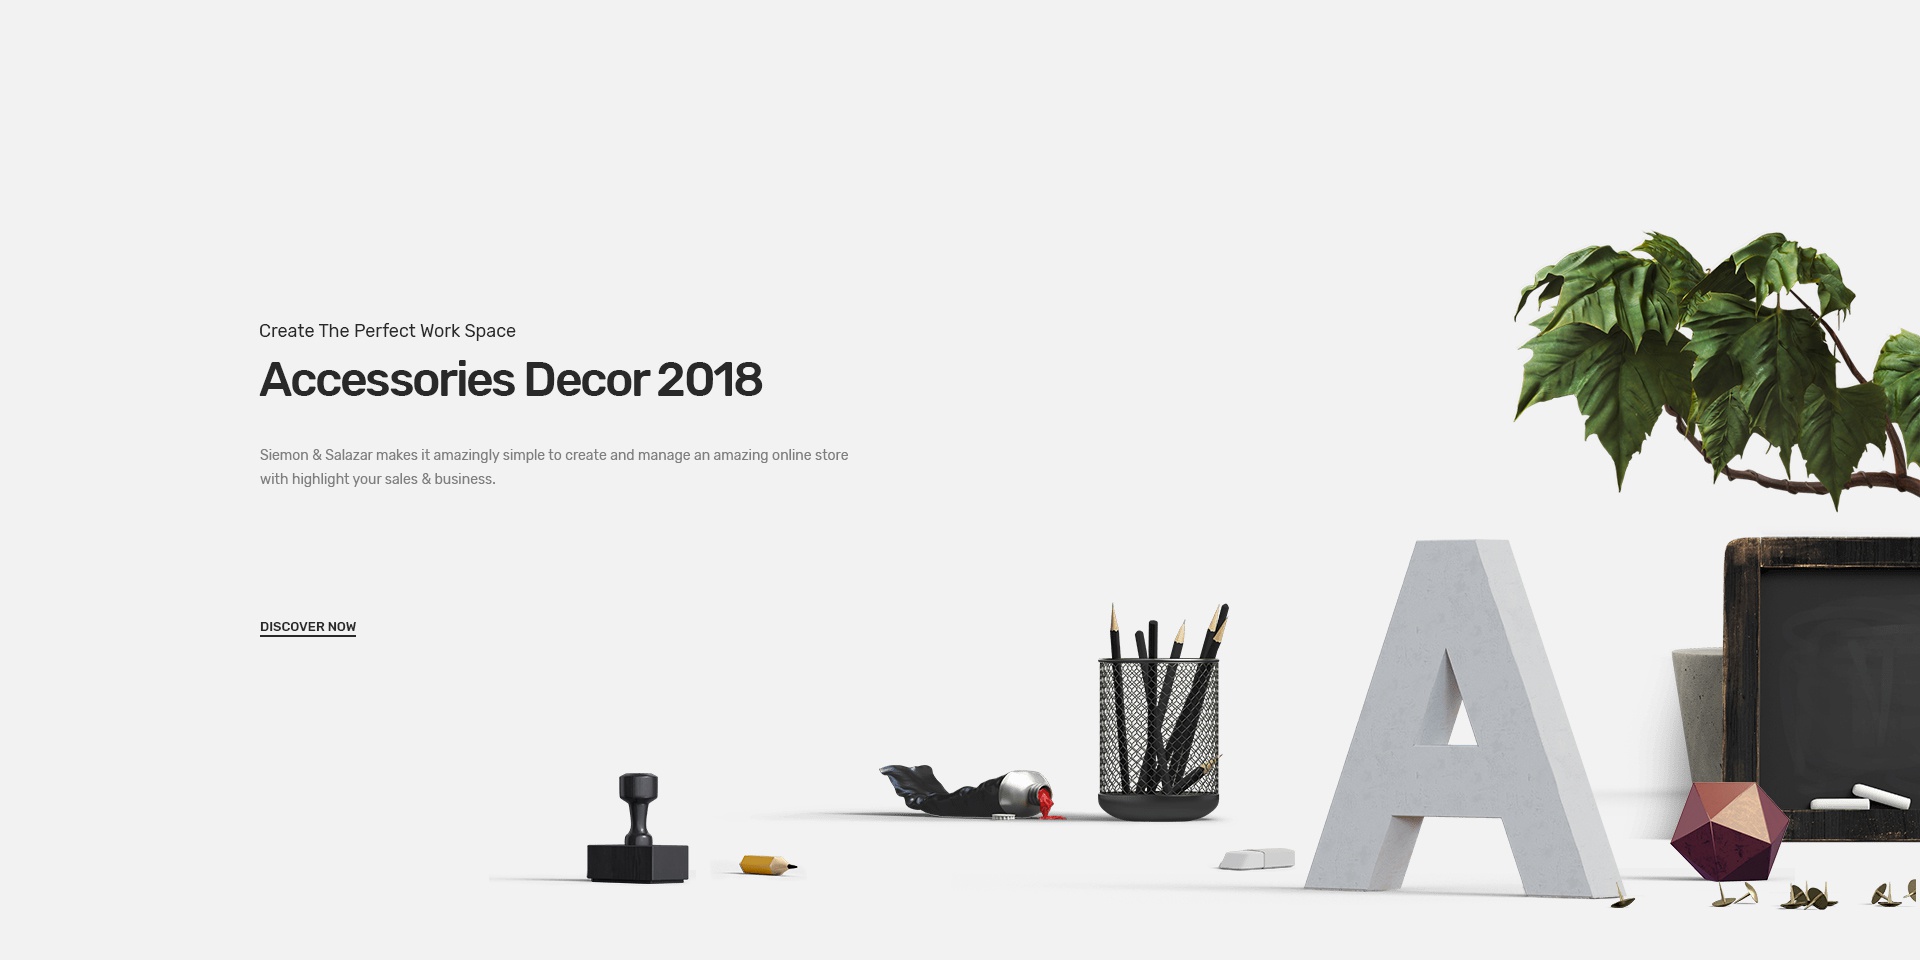 Create The Perfect Work Space
Accessories Decor 2018
Siemon & Salazar makes it amazingly simple to create and manage an amazing online store
with highlight your sales & business.
DISCOVER NOW
A